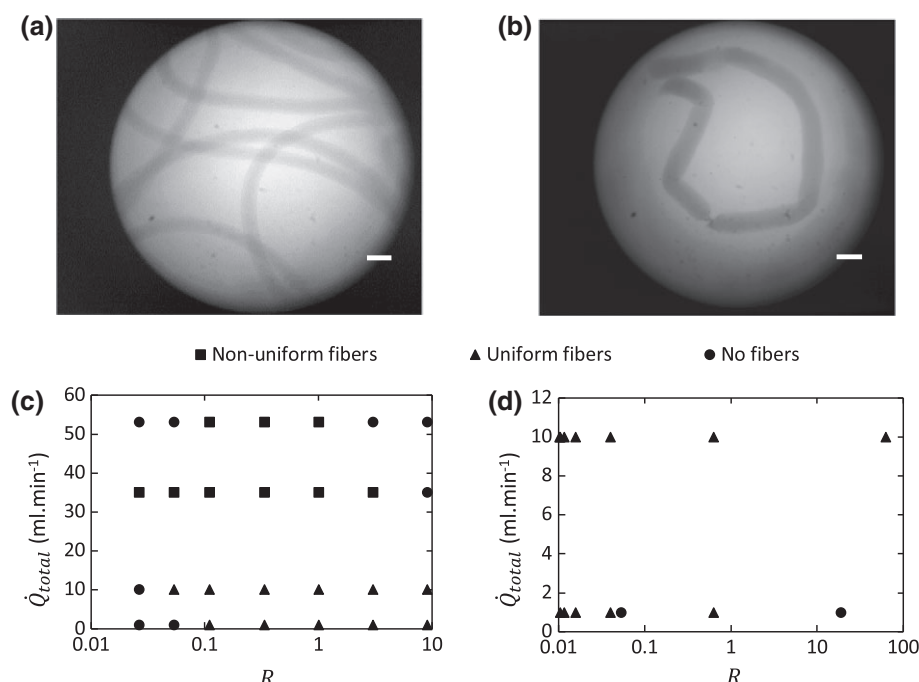 (a)
(b)
■ Non-uniform fibers ▲ Uniform fibers ● No fibers
(c)
60
50
40
30
20
10
0
0.01 0.1 1 10
Q̇total (ml.min⁻¹)
R
(d)
12
10
8
6
4
2
0
0.01 0.1 1 10 100
Q̇total (ml.min⁻¹)
R